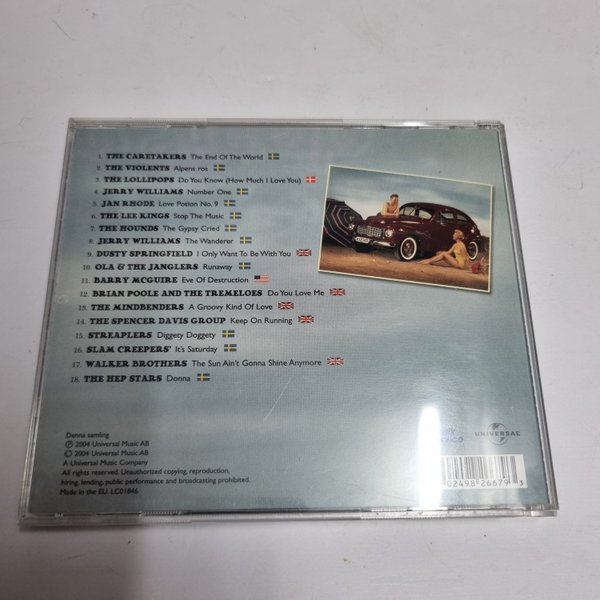 1. THE CARETAKERS The End Of The World
2. THE VIOLENTS Alpens ros
3. THE LOLLIPOPS Do You Know (How Much I Love You)
4. JERRY WILLIAMS Number One
5. JAN RHODE Love Potion No. 9
6. THE LEE KINGS Stop The Music
7. THE HOUNDS The Gypsy Cried
8. JERRY WILLIAMS The Wanderer
9. DUSTY SPRINGFIELD I Only Want To Be With You
10. OLA & THE JANGLERS Runaway
11. BARRY MCGUIRE Eve Of Destruction
12. BRIAN POOLE AND THE TREMELOES Do You Love Me
13. THE MINDBENDERS A Groovy Kind Of Love
14. THE SPENCER DAVIS GROUP Keep On Running
15. STREAPLERS Diggety Doggety
16. SLAM CREEPERS' It's Saturday
17. WALKER BROTHERS The Sun Ain't Gonna Shine Anymore
18. THE HEP STARS Donna
Denna samling
℗ 2004 Universal Music AB
© 2004 Universal Music AB
A Universal Music Company
All rights reserved. Unauthorized copying, reproduction,
hiring, lending, public performance and broadcasting prohibited.
Made in the EU. LC01846
UNIVERSAL
02498 26679 3